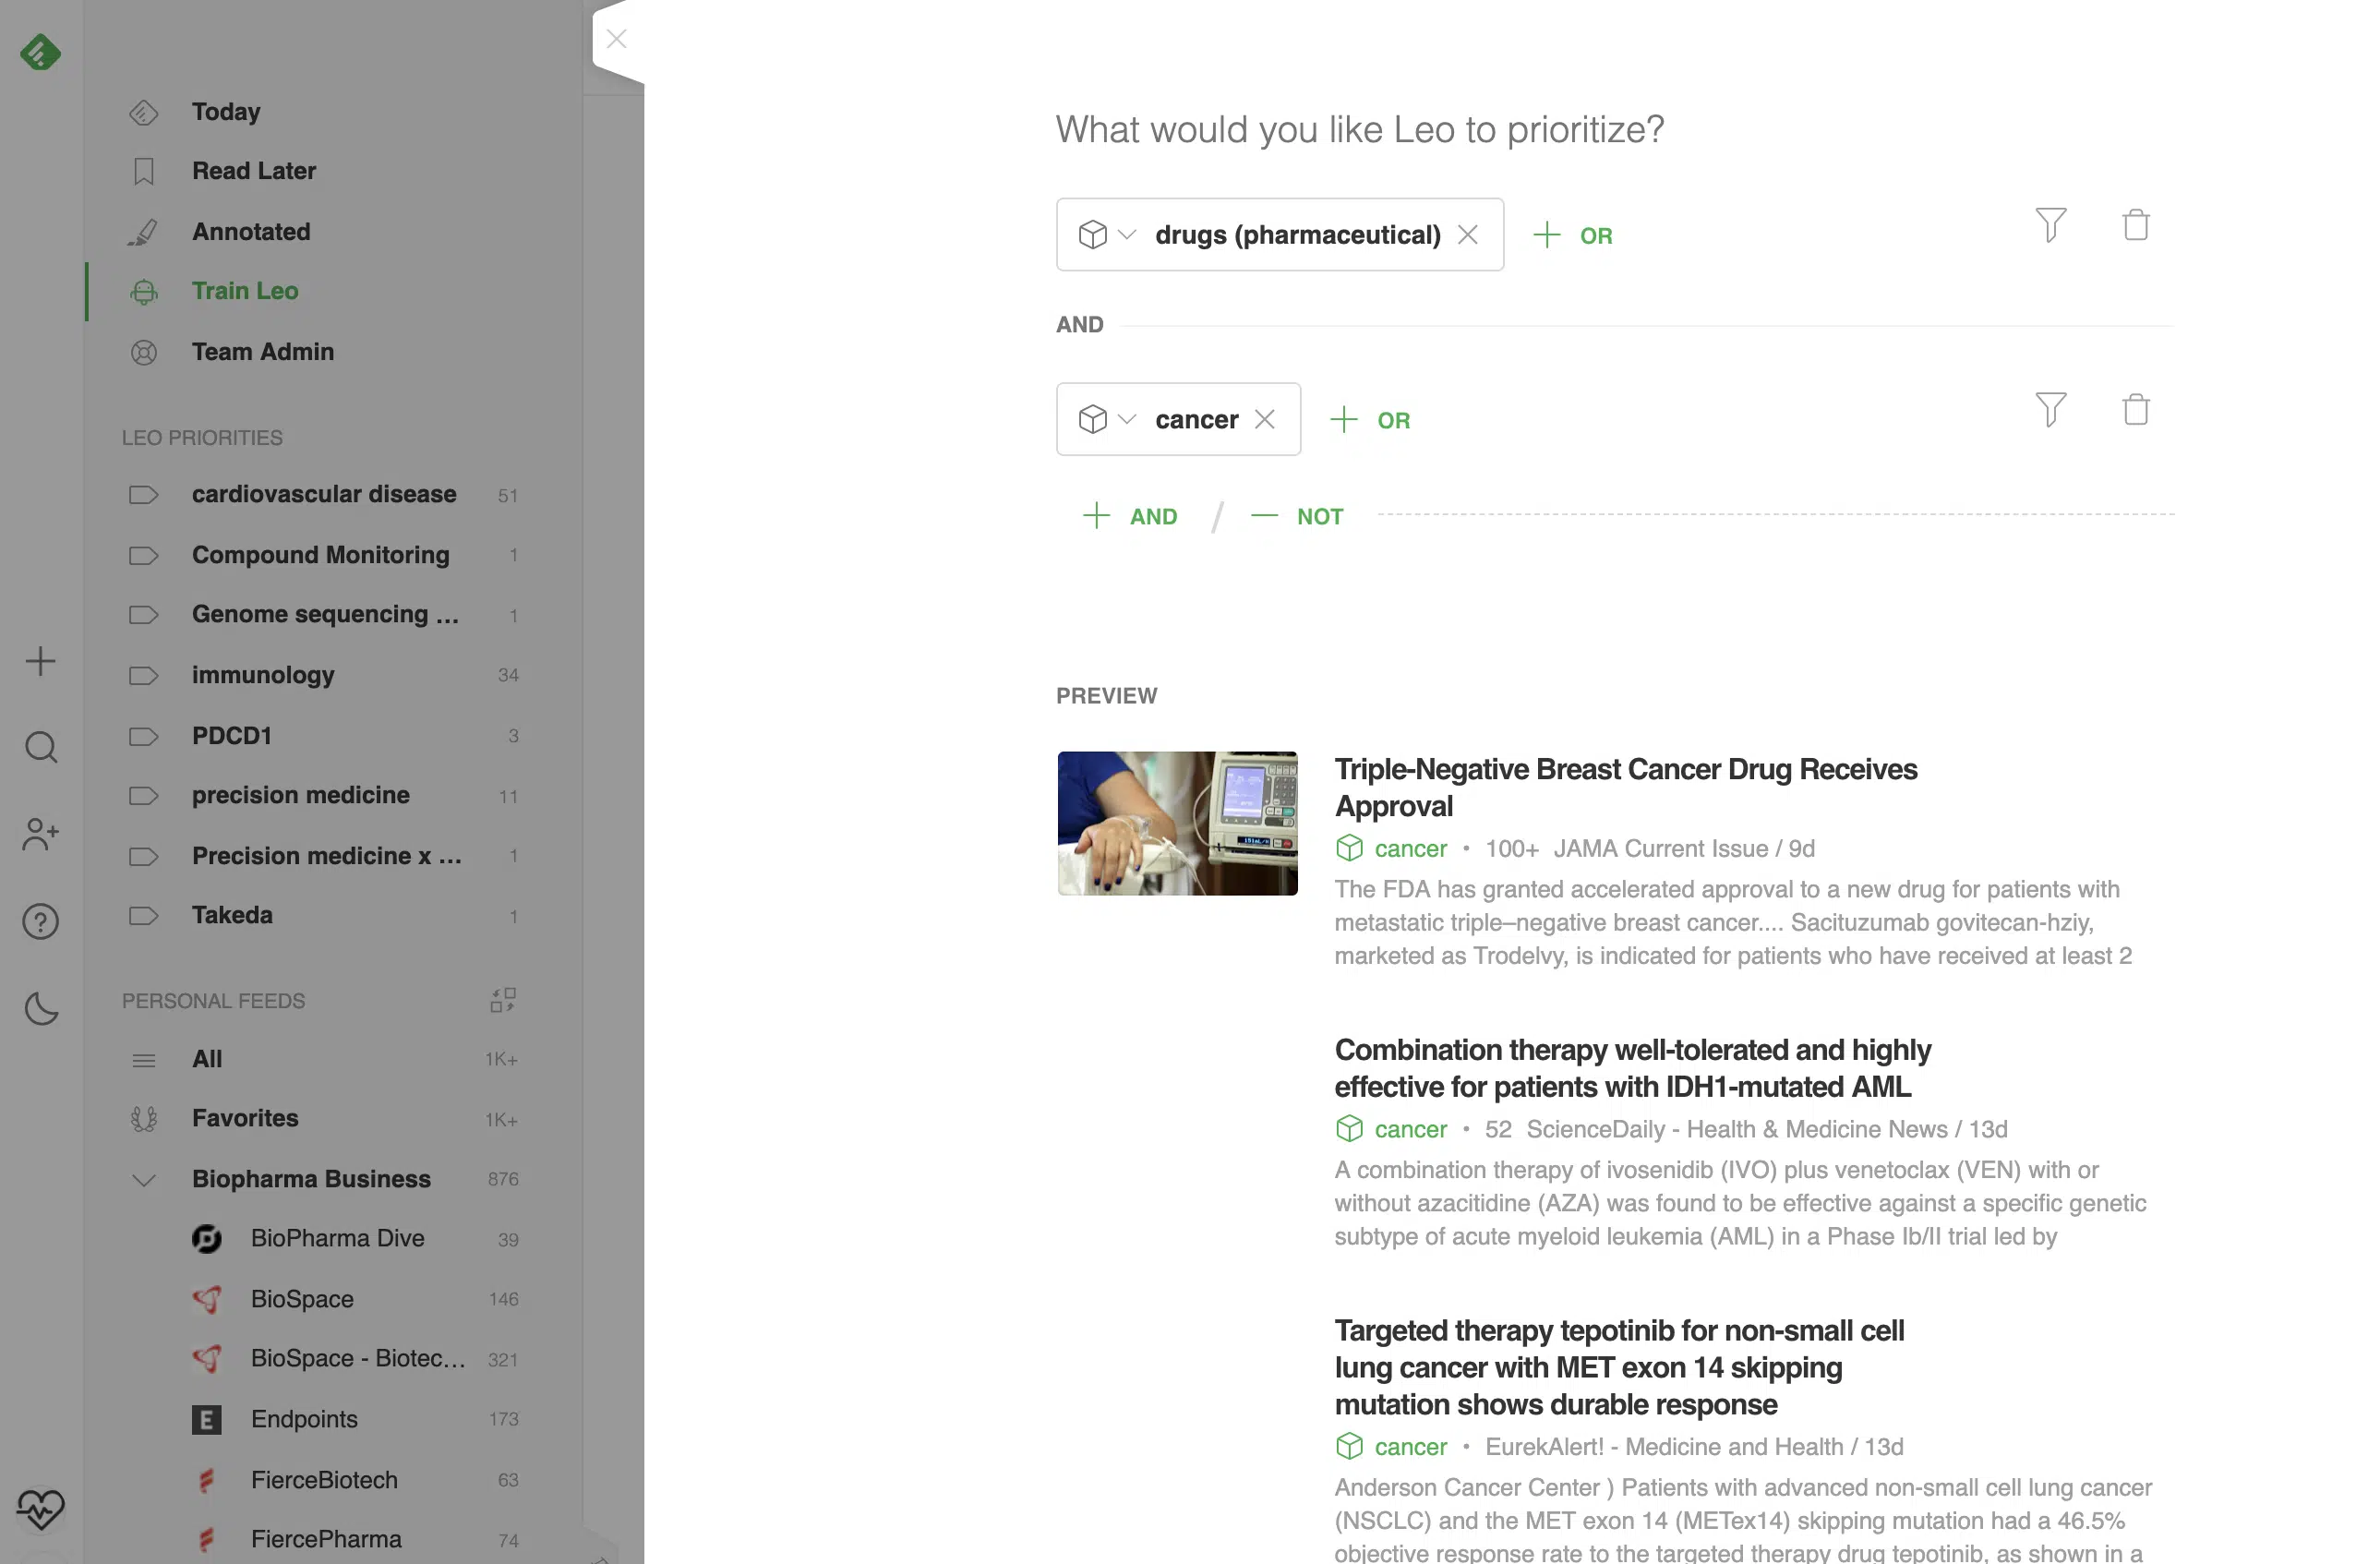 Today
Read Later
Annotated
Train Leo
Team Admin
LEO PRIORITIES
cardiovascular disease 51
Compound Monitoring 1
Genome sequencing ... 1
immunology 34
PDCD1 3
precision medicine 11
Precision medicine x ... 1
Takeda 1
PERSONAL FEEDS
All 1K+
Favorites 1K+
Biopharma Business 876
BioPharma Dive 39
BioSpace 146
BioSpace - Biotec... 321
E Endpoints 173
FierceBiotech 63
FiercePharma 74
What would you like Leo to prioritize?
drugs (pharmaceutical) OR
AND
cancer OR
AND / NOT
PREVIEW
Triple-Negative Breast Cancer Drug Receives
Approval
cancer • 100+ JAMA Current Issue / 9d
The FDA has granted accelerated approval to a new drug for patients with
metastatic triple–negative breast cancer.... Sacituzumab govitecan-hziy,
marketed as Trodelvy, is indicated for patients who have received at least 2
Combination therapy well-tolerated and highly
effective for patients with IDH1-mutated AML
cancer • 52 ScienceDaily - Health & Medicine News / 13d
A combination therapy of ivosenidib (IVO) plus venetoclax (VEN) with or
without azacitidine (AZA) was found to be effective against a specific genetic
subtype of acute myeloid leukemia (AML) in a Phase Ib/II trial led by
Targeted therapy tepotinib for non-small cell
lung cancer with MET exon 14 skipping
mutation shows durable response
cancer • EurekAlert! - Medicine and Health / 13d
Anderson Cancer Center ) Patients with advanced non-small cell lung cancer
(NSCLC) and the MET exon 14 (METex14) skipping mutation had a 46.5%
objective response rate to the targeted therapy drug tepotinib, as shown in a